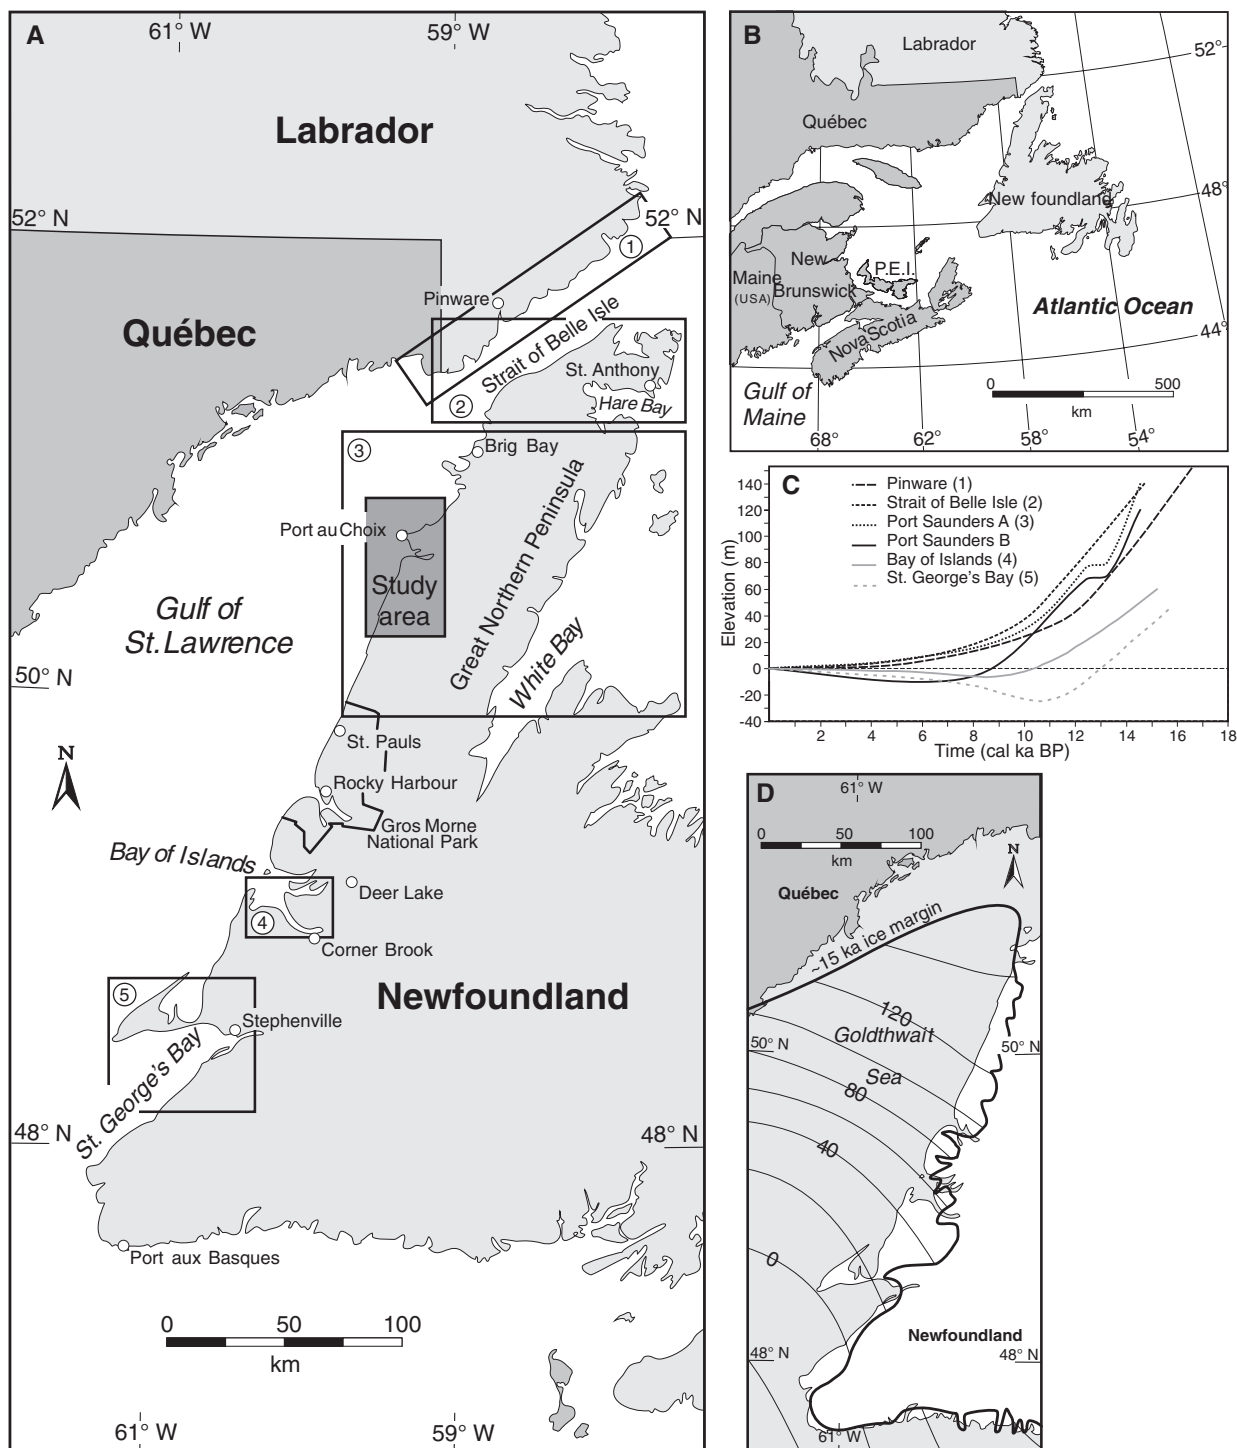 A
61° W
59° W
Labrador
52° N
52° N
1
Pinware
Québec
Strait of Belle Isle
St. Anthony
2
Hare Bay
3
Brig Bay
Port au Choix
Study
area
Great Northern Peninsula
Gulf of
St. Lawrence
White Bay
50° N
St. Pauls
N
Rocky Harbour
Gros Morne
National Park
Bay of Islands
Deer Lake
4
Corner Brook
5
Newfoundland
Stephenville
St. George's Bay
48° N
48° N
Port aux Basques
0 50 100
km
61° W
59° W
B
Labrador
52°
Québec
48°
New foundland
New
Brunswick
P.E.I.
Maine
(USA)
Atlantic Ocean
Nova Scotia
44°
Gulf of
Maine
0 500
km
68° 62° 58° 54°
C
Pinware (1)
Strait of Belle Isle (2)
Port Saunders A (3)
Port Saunders B
Bay of Islands (4)
St. George's Bay (5)
Elevation (m)
140
120
100
80
60
40
20
0
-20
-40
2 4 6 8 10 12 14 16 18
Time (cal ka BP)
D
61° W
0 50 100
km
N
Québec
~15 ka ice margin
120
Goldthwait
50° N
50° N
Sea
80
40
0
Newfoundland
48° N
48° N
61° W